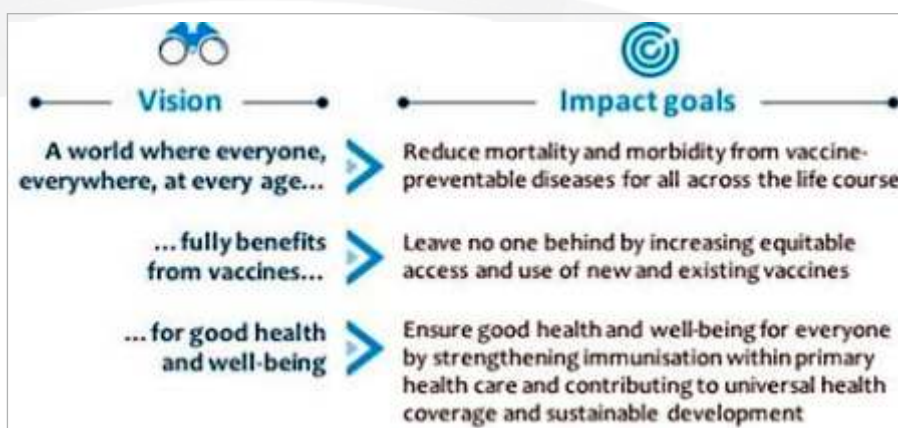 Vision
Impact goals
A world where everyone,
everywhere, at every age...
Reduce mortality and morbidity from vaccine-
preventable diseases for all across the life course
...fully benefits
from vaccines...
Leave no one behind by increasing equitable
access and use of new and existing vaccines
...for good health
and well-being
Ensure good health and well-being for everyone
by strengthening immunisation within primary
health care and contributing to universal health
coverage and sustainable development